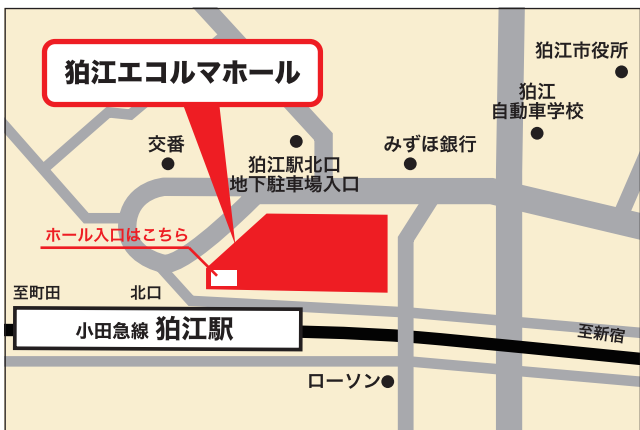 狛江市役所
狛江エコルマホール
狛江
自動車学校
交番
みずほ銀行
狛江駅北口
地下駐車場入口
ホール入口はこちら
至町田
北口
小田急線 狛江駅
至新宿
ローソン